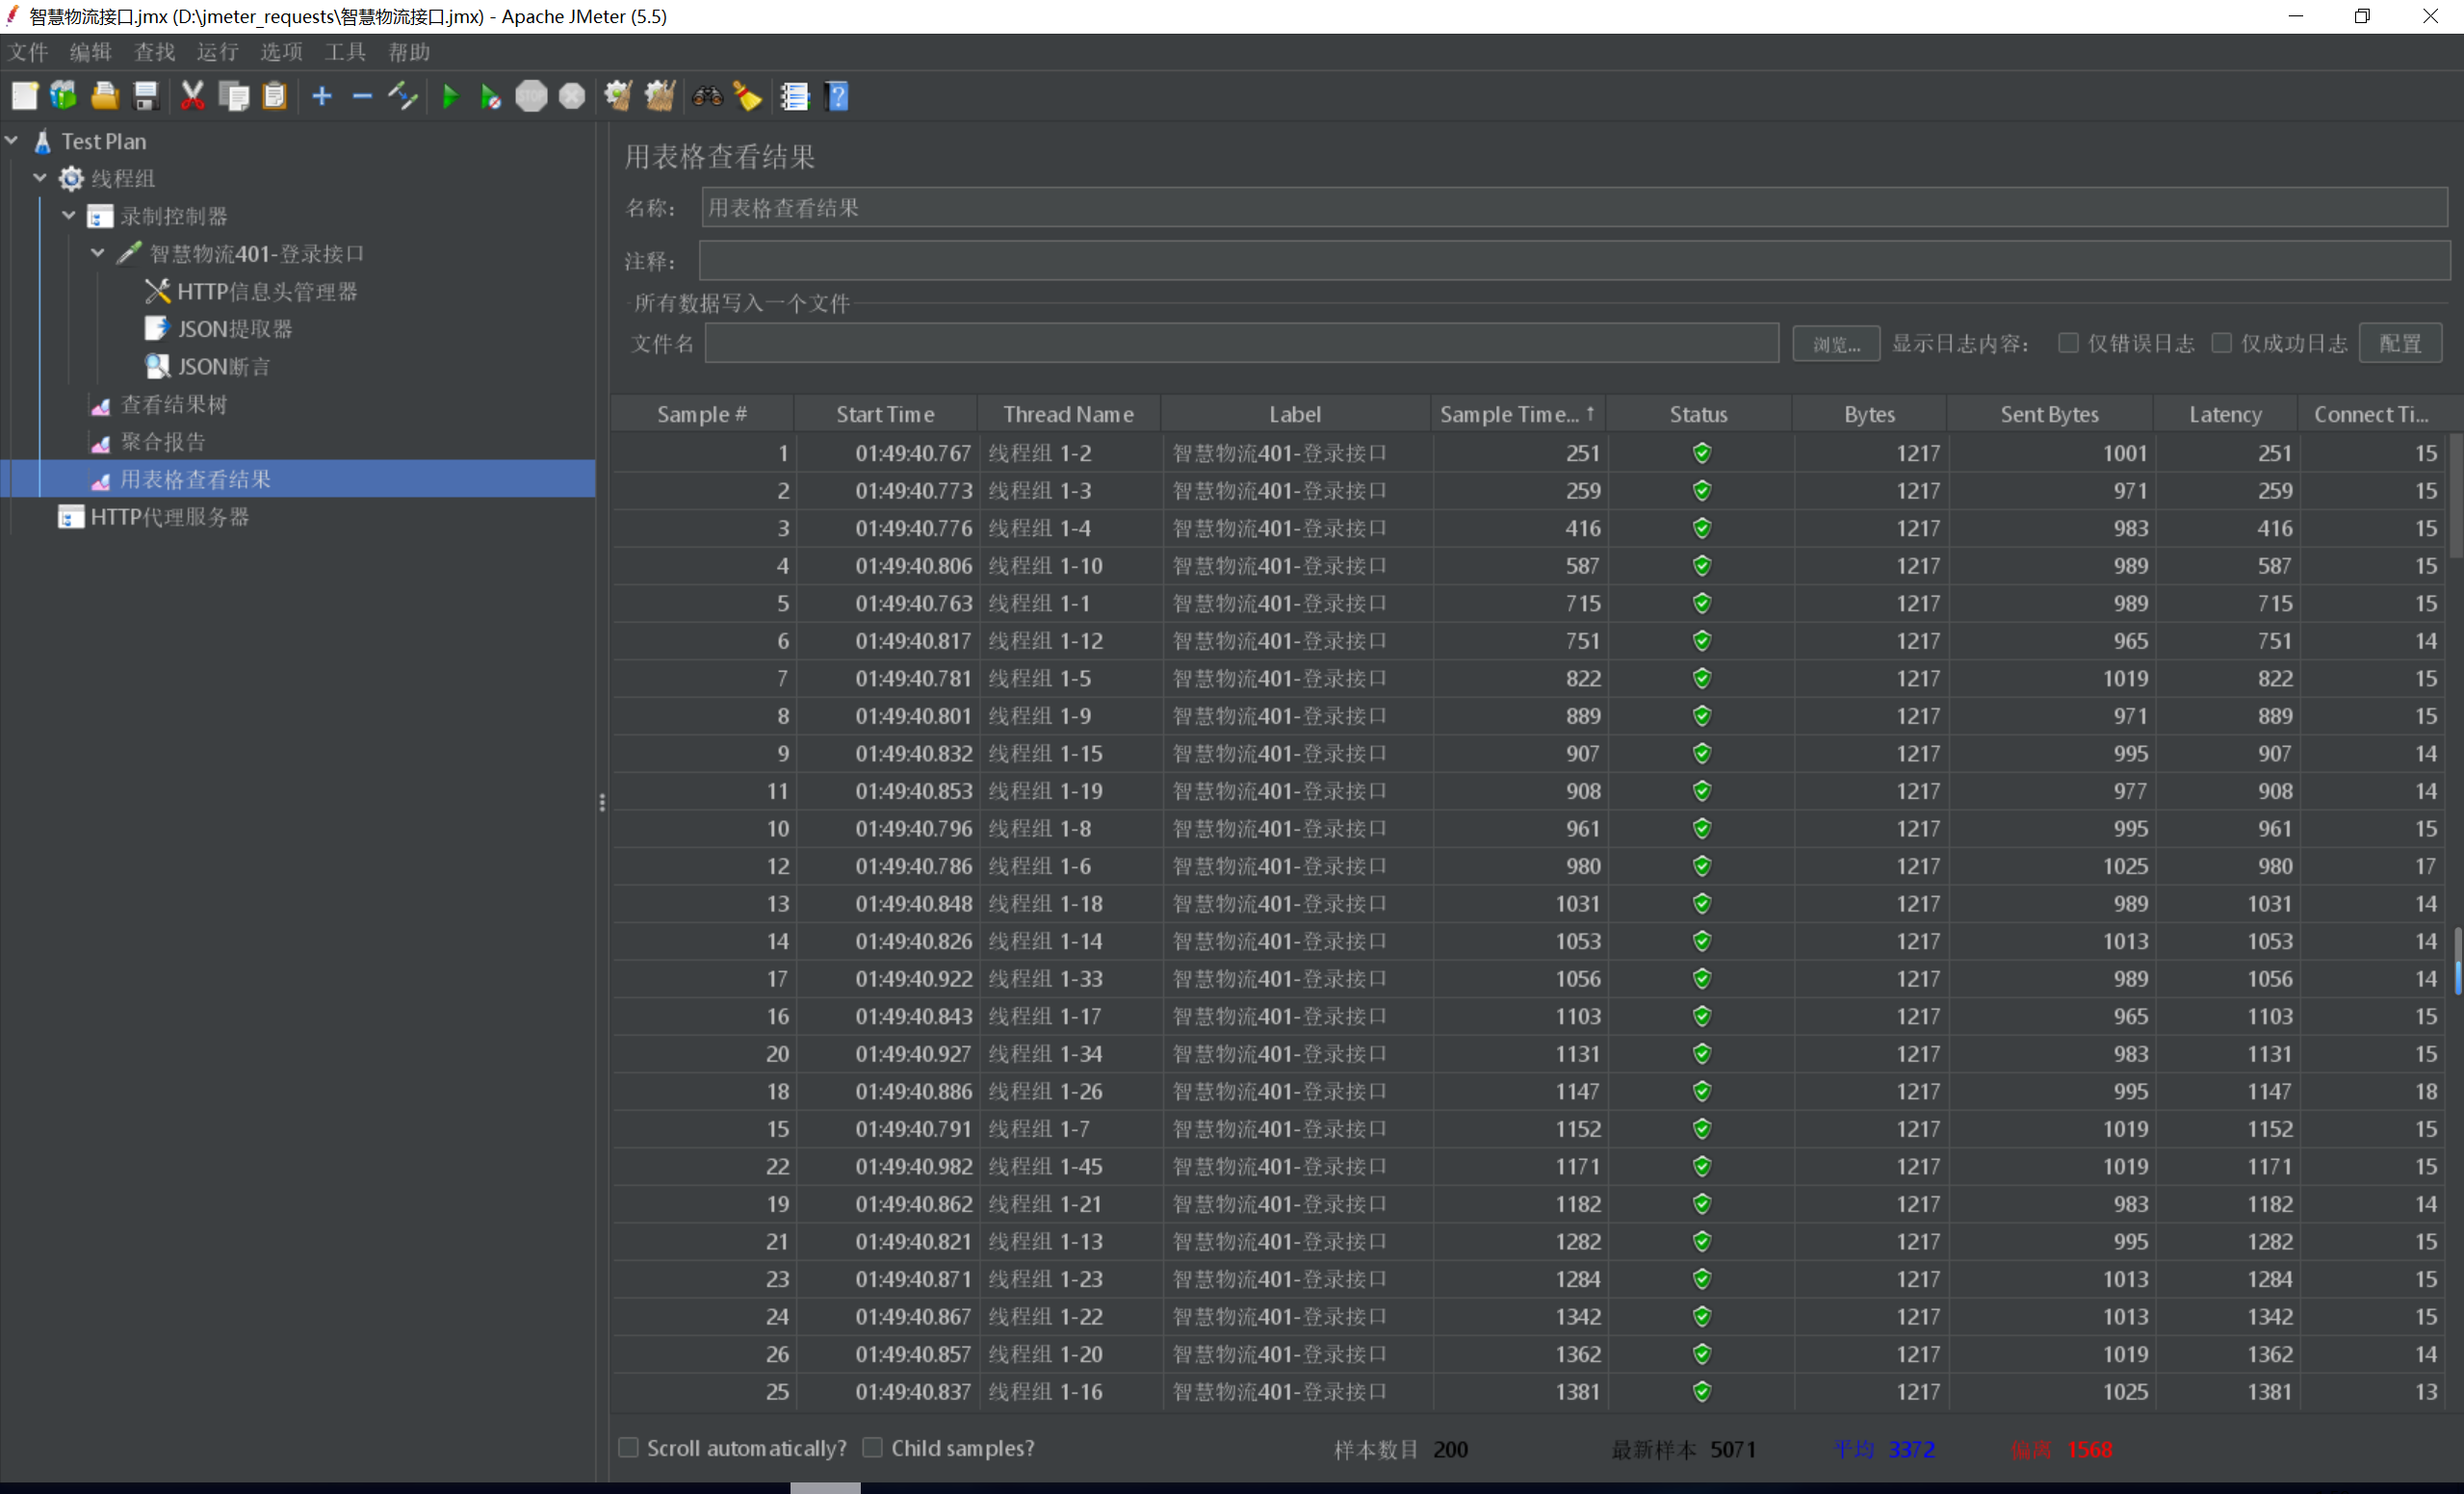 智慧物流接口.jmx (D:\jmeter_requests\智慧物流接口.jmx) - Apache JMeter (5.5)
文件 编辑 查找 运行 选项 工具 帮助
STOP
Test Plan
线程组
录制控制器
智慧物流401-登录接口
HTTP信息头管理器
JSON提取器
JSON断言
查看结果树
聚合报告
用表格查看结果
HTTP代理服务器
用表格查看结果
名称： 用表格查看结果
注释：
所有数据写入一个文件
文件名 浏览... 显示日志内容： 仅错误日志 仅成功日志 配置
Sample # Start Time Thread Name Label Sample Time... ↑ Status Bytes Sent Bytes Latency Connect Ti...
1 01:49:40.767 线程组 1-2 智慧物流401-登录接口 251 1217 1001 251 15
2 01:49:40.773 线程组 1-3 智慧物流401-登录接口 259 1217 971 259 15
3 01:49:40.776 线程组 1-4 智慧物流401-登录接口 416 1217 983 416 15
4 01:49:40.806 线程组 1-10 智慧物流401-登录接口 587 1217 989 587 15
5 01:49:40.763 线程组 1-1 智慧物流401-登录接口 715 1217 989 715 15
6 01:49:40.817 线程组 1-12 智慧物流401-登录接口 751 1217 965 751 14
7 01:49:40.781 线程组 1-5 智慧物流401-登录接口 822 1217 1019 822 15
8 01:49:40.801 线程组 1-9 智慧物流401-登录接口 889 1217 971 889 15
9 01:49:40.832 线程组 1-15 智慧物流401-登录接口 907 1217 995 907 14
11 01:49:40.853 线程组 1-19 智慧物流401-登录接口 908 1217 977 908 14
10 01:49:40.796 线程组 1-8 智慧物流401-登录接口 961 1217 995 961 15
12 01:49:40.786 线程组 1-6 智慧物流401-登录接口 980 1217 1025 980 17
13 01:49:40.848 线程组 1-18 智慧物流401-登录接口 1031 1217 989 1031 14
14 01:49:40.826 线程组 1-14 智慧物流401-登录接口 1053 1217 1013 1053 14
17 01:49:40.922 线程组 1-33 智慧物流401-登录接口 1056 1217 989 1056 14
16 01:49:40.843 线程组 1-17 智慧物流401-登录接口 1103 1217 965 1103 15
20 01:49:40.927 线程组 1-34 智慧物流401-登录接口 1131 1217 983 1131 15
18 01:49:40.886 线程组 1-26 智慧物流401-登录接口 1147 1217 995 1147 18
15 01:49:40.791 线程组 1-7 智慧物流401-登录接口 1152 1217 1019 1152 15
22 01:49:40.982 线程组 1-45 智慧物流401-登录接口 1171 1217 1019 1171 15
19 01:49:40.862 线程组 1-21 智慧物流401-登录接口 1182 1217 983 1182 14
21 01:49:40.821 线程组 1-13 智慧物流401-登录接口 1282 1217 995 1282 15
23 01:49:40.871 线程组 1-23 智慧物流401-登录接口 1284 1217 1013 1284 15
24 01:49:40.867 线程组 1-22 智慧物流401-登录接口 1342 1217 1013 1342 15
26 01:49:40.857 线程组 1-20 智慧物流401-登录接口 1362 1217 1019 1362 14
25 01:49:40.837 线程组 1-16 智慧物流401-登录接口 1381 1217 1025 1381 13
Scroll automatically? Child samples? 样本数目 200 最新样本 5071 平均 3372 偏离 1568